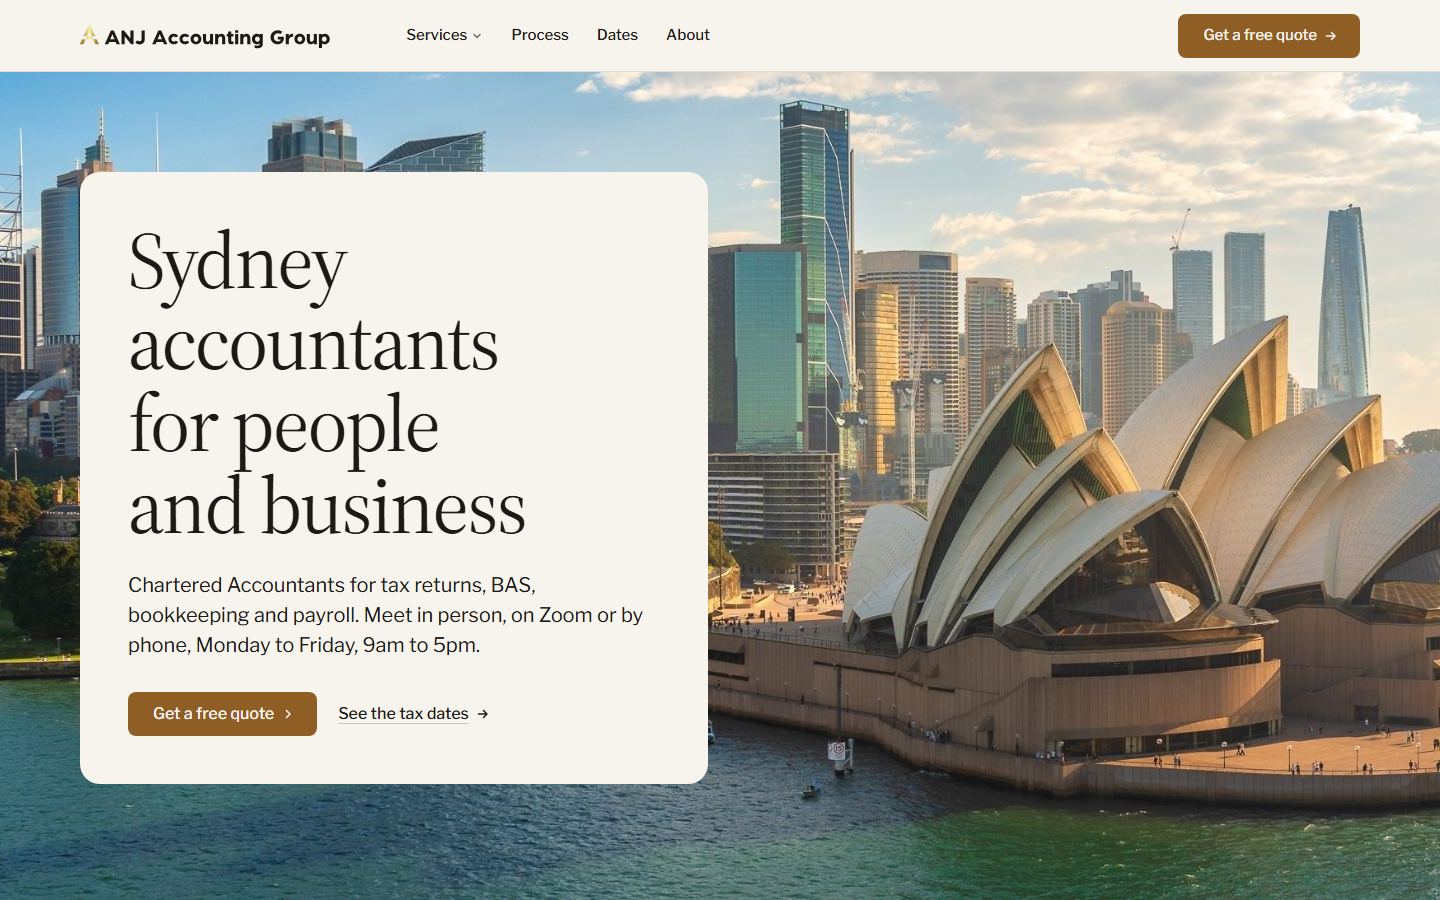 ANJ Accounting Group
Services
Process
Dates
About
Get a free quote
Sydney
accountants
for people
and business
Chartered Accountants for tax returns, BAS,
bookkeeping and payroll. Meet in person, on Zoom or by
phone, Monday to Friday, 9am to 5pm.
Get a free quote
See the tax dates